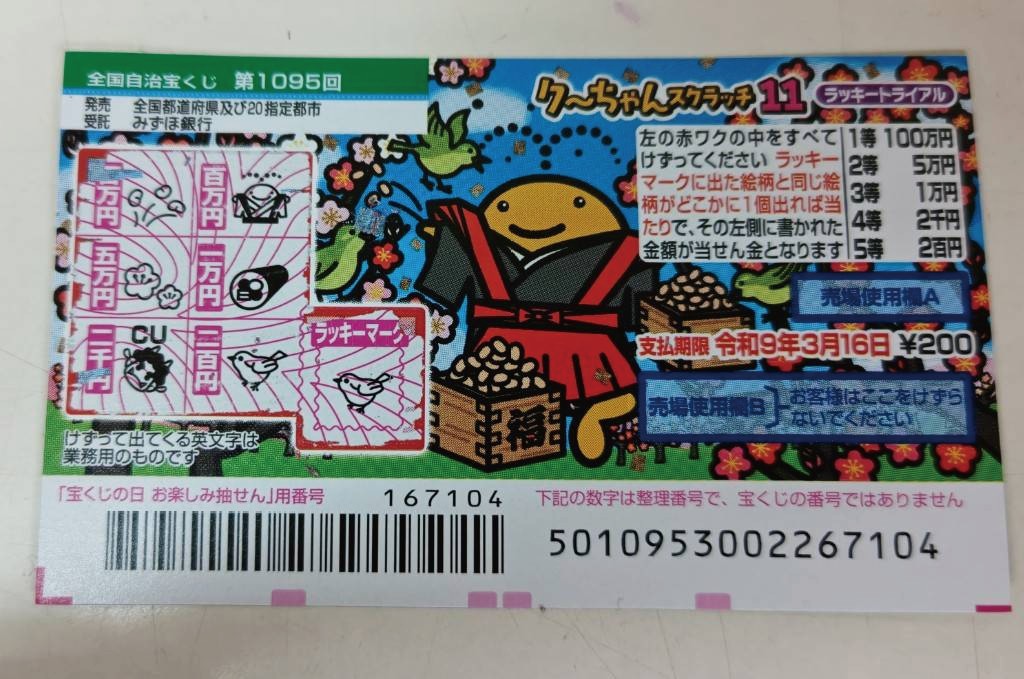 全国自治宝くじ 第1095回
発売 全国都道府県及び20指定都市
受託 みずほ銀行
クーちゃんスクラッチ11 ラッキートライアル
左の赤ワクの中をすべて
けずってください ラッキー
マークに出た絵柄と同じ絵
柄がどこかに1個出れば当
たりで、その左側に書かれた
金額が当せん金となります
1等 100万円
2等 5万円
3等 1万円
4等 2千円
5等 2百円
一万円
百万円
五万円
一万円
二千円
CU
二百円
ラッキーマーク
けずって出てくる英文字は
業務用のものです
福
売場使用欄A
支払期限 令和9年3月16日 ¥200
売場使用欄B
お客様はここをけずら
ないでください
「宝くじの日 お楽しみ抽せん」用番号 167104
下記の数字は整理番号で、宝くじの番号ではありません
5010953002267104